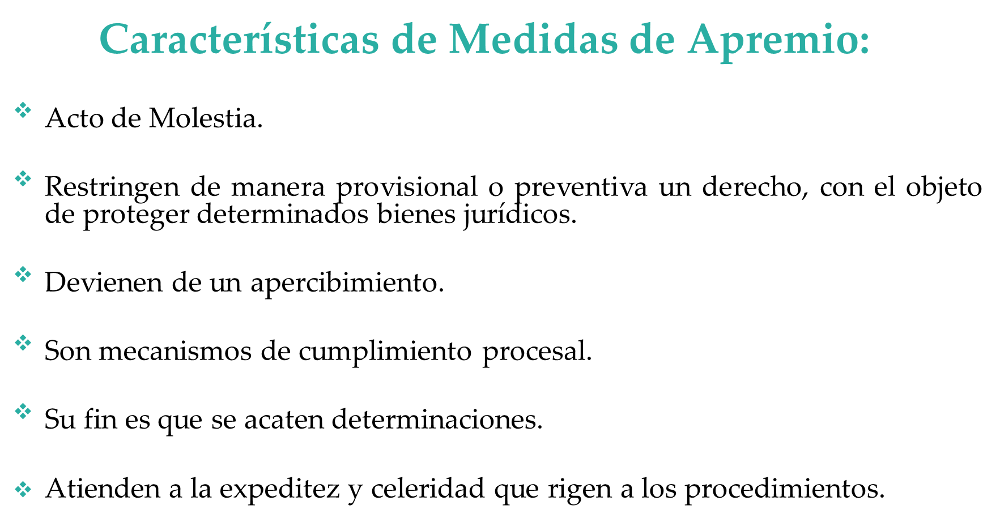 Características de Medidas de Apremio:
❖ Acto de Molestia.
❖ Restringen de manera provisional o preventiva un derecho, con el objeto
de proteger determinados bienes jurídicos.
❖ Devienen de un apercibimiento.
❖ Son mecanismos de cumplimiento procesal.
❖ Su fin es que se acaten determinaciones.
❖ Atienden a la expeditez y celeridad que rigen a los procedimientos.